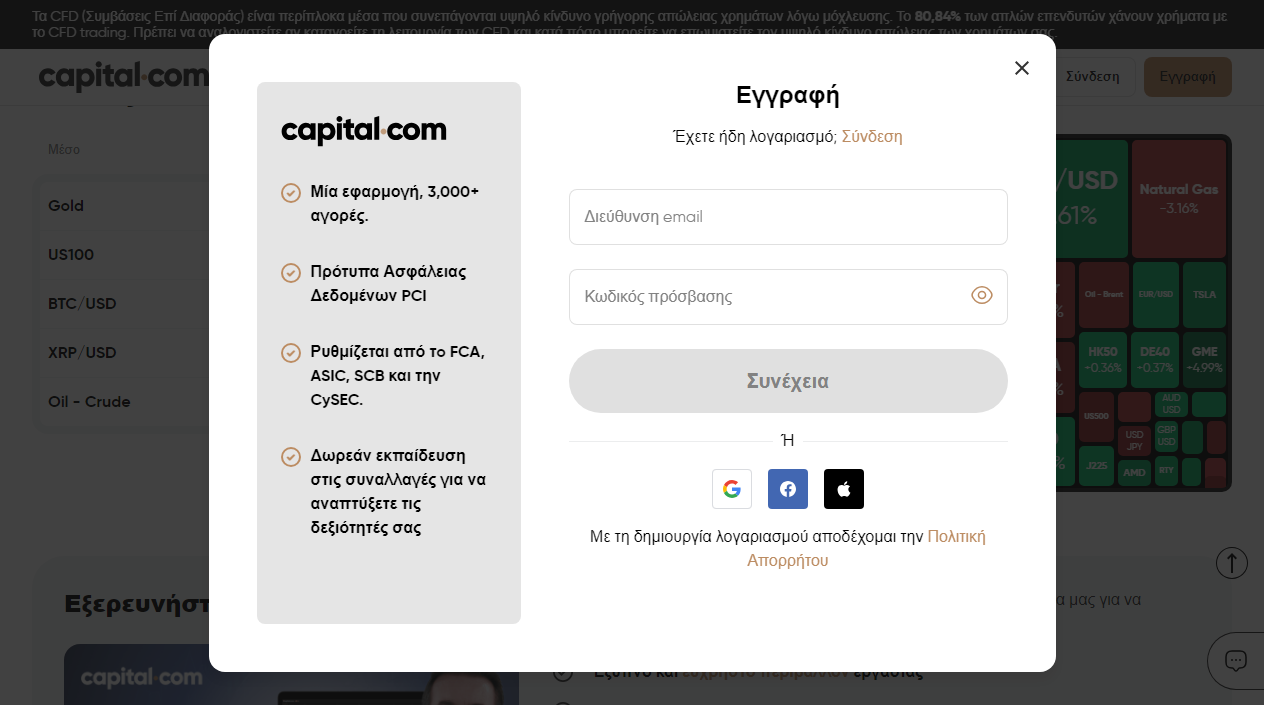 Τα CFD (Συμβάσεις Επί Διαφοράς) είναι περίπλοκα μέσα που συνεπάγονται υψηλό κίνδυνο γρήγορης απώλειας χρημάτων λόγω μόχλευσης. Το 80,84% των απλών επενδυτών χάνουν χρήματα με
το CFD trading. Πρέπει να αναλογιστείτε αν κατανοείτε τη λειτουργία των CFD και κατά πόσο μπορείτε να επωμιστείτε τον υψηλό κίνδυνο απώλειας των χρημάτων σας.
capital.com
Σύνδεση
Εγγραφή
Μέσο
Gold
US100
BTC/USD
XRP/USD
Oil - Crude
capital.com
Μία εφαρμογή, 3,000+
αγορές.
Πρότυπα Ασφάλειας
Δεδομένων PCI
Ρυθμίζεται από το FCA,
ASIC, SCB και την
CySEC.
Δωρεάν εκπαίδευση
στις συναλλαγές για να
αναπτύξετε τις
δεξιότητές σας
Εγγραφή
Έχετε ήδη λογαριασμό; Σύνδεση
Διεύθυνση email
Κωδικός πρόσβασης
Συνέχεια
Ή
Με τη δημιουργία λογαριασμού αποδέχομαι την Πολιτική
Απορρήτου
/USD
61%
Natural Gas
-3.16%
Oil - Brent
EUR/USD
TSLA
HK50
+0.36%
DE40
+0.37%
GME
+4.99%
US500
AUD
USD
USD
JPY
GBP
USD
J225
AMD
RTY
α μας για να
capital.com
Έξυπνο και εύχρηστο περιβάλλον εργασίας